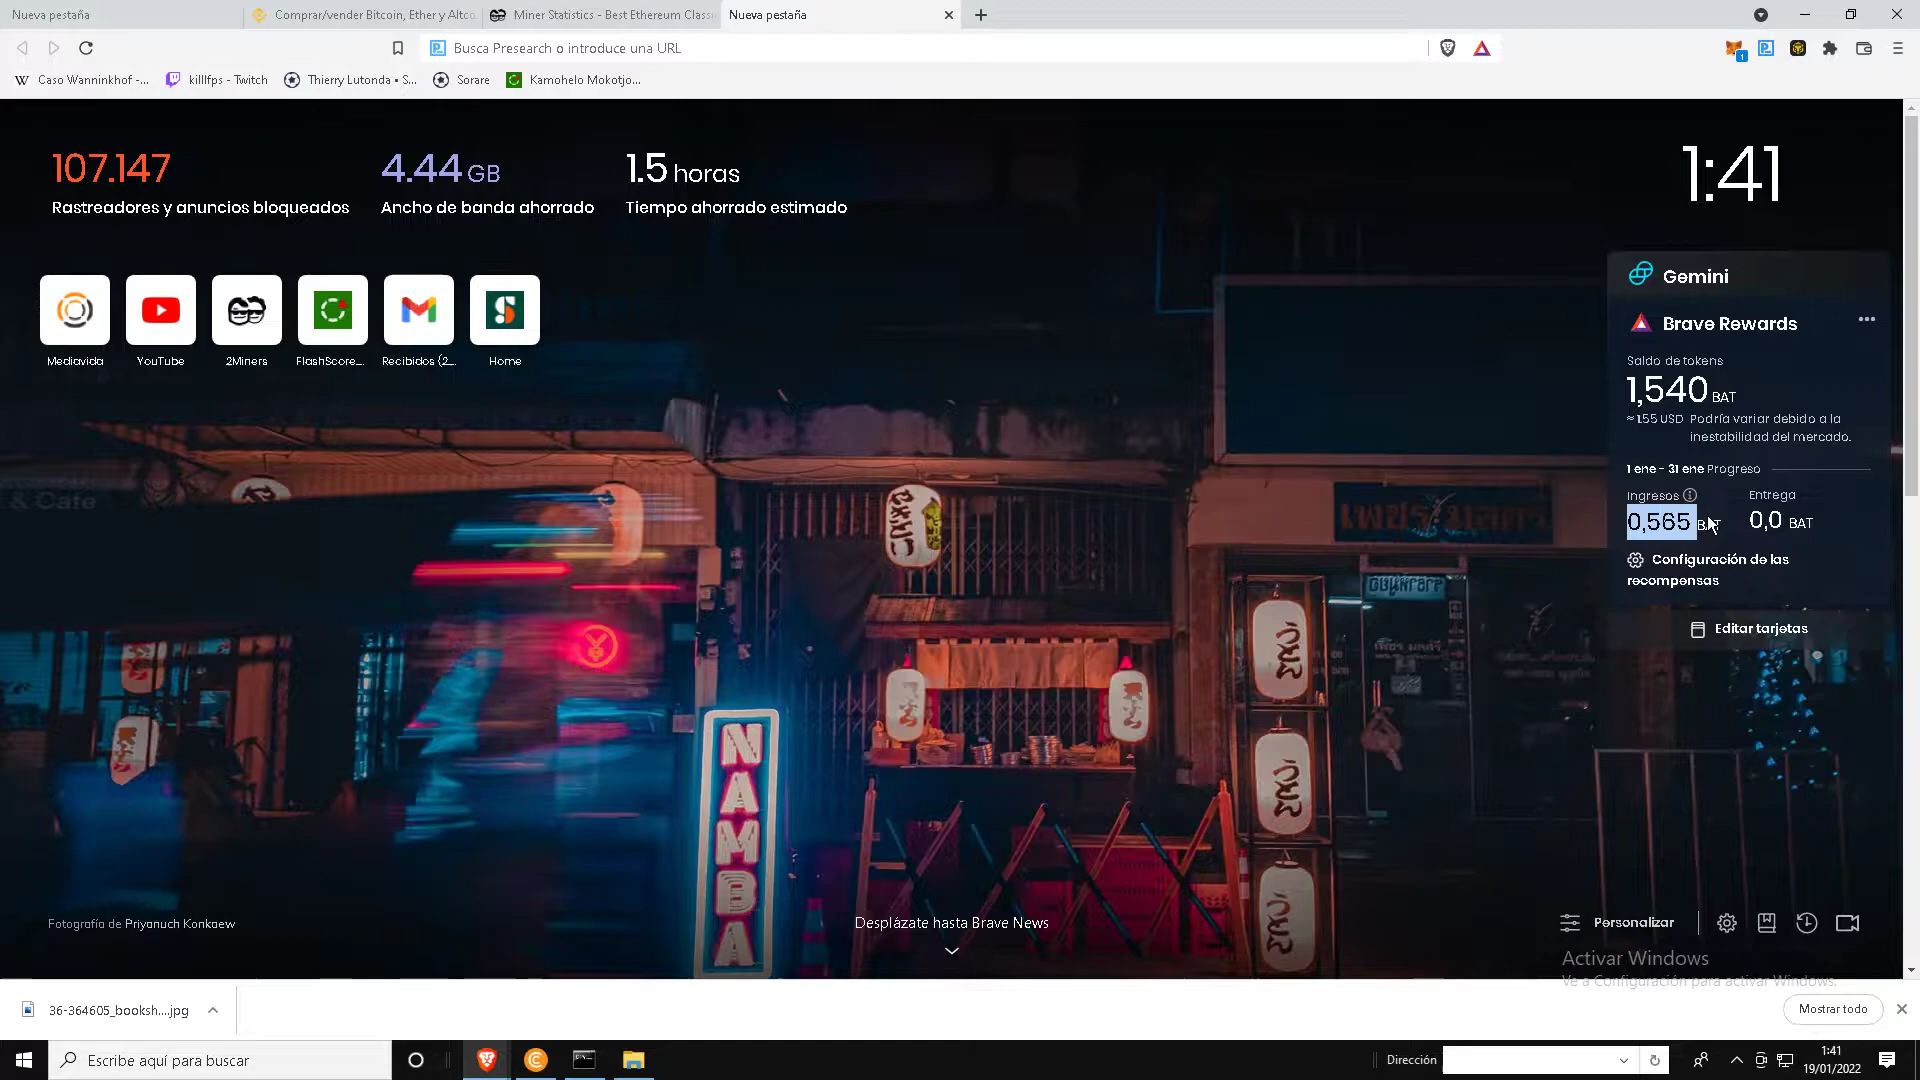 Nueva pestaña
Comprar/vender Bitcoin, Ether y Altco
Miner Statistics - Best Ethereum Class
Nueva pestaña
Busca Presearch o introduce una URL
1
Caso Wanninkhof -...
killlfps - Twitch
Thierry Lutonda • S...
Sorare
Kamohelo Mokotjo...
107.147
Rastreadores y anuncios bloqueados
4.44 GB
Ancho de banda ahorrado
1.5 horas
Tiempo ahorrado estimado
1:41
Mediavida
YouTube
2Miners
FlashScore...
Recibidos (2...
Home
Gemini
Brave Rewards
Saldo de tokens
1,540 BAT
≈ 1.55 USD Podría variar debido a la
inestabilidad del mercado.
1 ene - 31 ene Progreso
Ingresos
0,565 BAT
Entrega
0,0 BAT
Configuración de las
recompensas
Editar tarjetas
& Cafe
NAMBA
Fotografía de Priyanuch Konkaew
Desplázate hasta Brave News
Personalizar
Activar Windows
Ve a Configuración para activar Windows.
36-364605_booksh....jpg
Mostrar todo
Escribe aquí para buscar
Dirección
1:41
19/01/2022